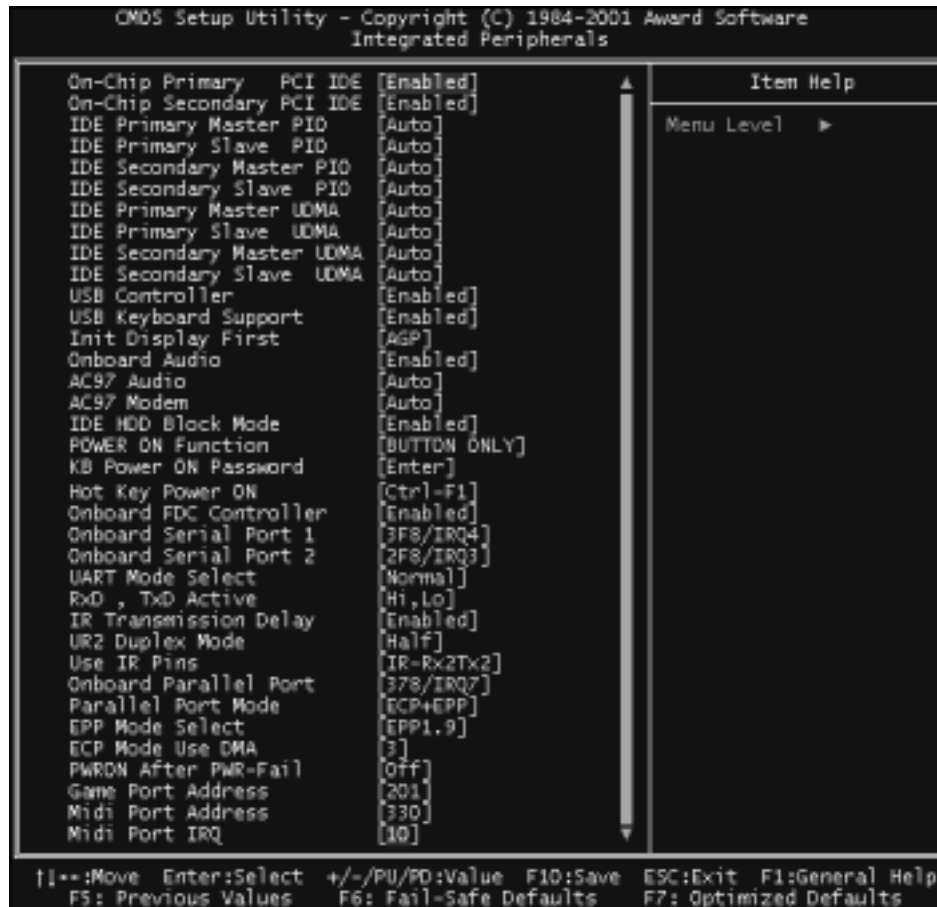 CMOS Setup Utility - Copyright (C) 1984-2001 Award Software
Integrated Peripherals
On-Chip Primary PCI IDE [Enabled]
On-Chip Secondary PCI IDE [Enabled]
IDE Primary Master PIO [Auto]
IDE Primary Slave PIO [Auto]
IDE Secondary Master PIO [Auto]
IDE Secondary Slave PIO [Auto]
IDE Primary Master UDMA [Auto]
IDE Primary Slave UDMA [Auto]
IDE Secondary Master UDMA [Auto]
IDE Secondary Slave UDMA [Auto]
USB Controller [Enabled]
USB Keyboard Support [Enabled]
Init Display First [AGP]
Onboard Audio [Enabled]
AC97 Audio [Auto]
AC97 Modem [Auto]
IDE HDD Block Mode [Enabled]
POWER ON Function [BUTTON ONLY]
KB Power ON Password [Enter]
Hot Key Power ON [Ctrl-F1]
Onboard FDC Controller [Enabled]
Onboard Serial Port 1 [3F8/IRQ4]
Onboard Serial Port 2 [2F8/IRQ3]
UART Mode Select [Normal]
RxD , TxD Active [Hi,Lo]
IR Transmission Delay [Enabled]
UR2 Duplex Mode [Half]
Use IR Pins [IR-Rx2Tx2]
Onboard Parallel Port [378/IRQ7]
Parallel Port Mode [ECP+EPP]
EPP Mode Select [EPP1.9]
ECP Mode Use DMA [3]
PWRON After PWR-Fail [Off]
Game Port Address [201]
Midi Port Address [330]
Midi Port IRQ [10]
Item Help
Menu Level ►
↑↓←→:Move Enter:Select +/-/PU/PD:Value F10:Save ESC:Exit F1:General Help
F5: Previous Values F6: Fail-Safe Defaults F7: Optimized Defaults